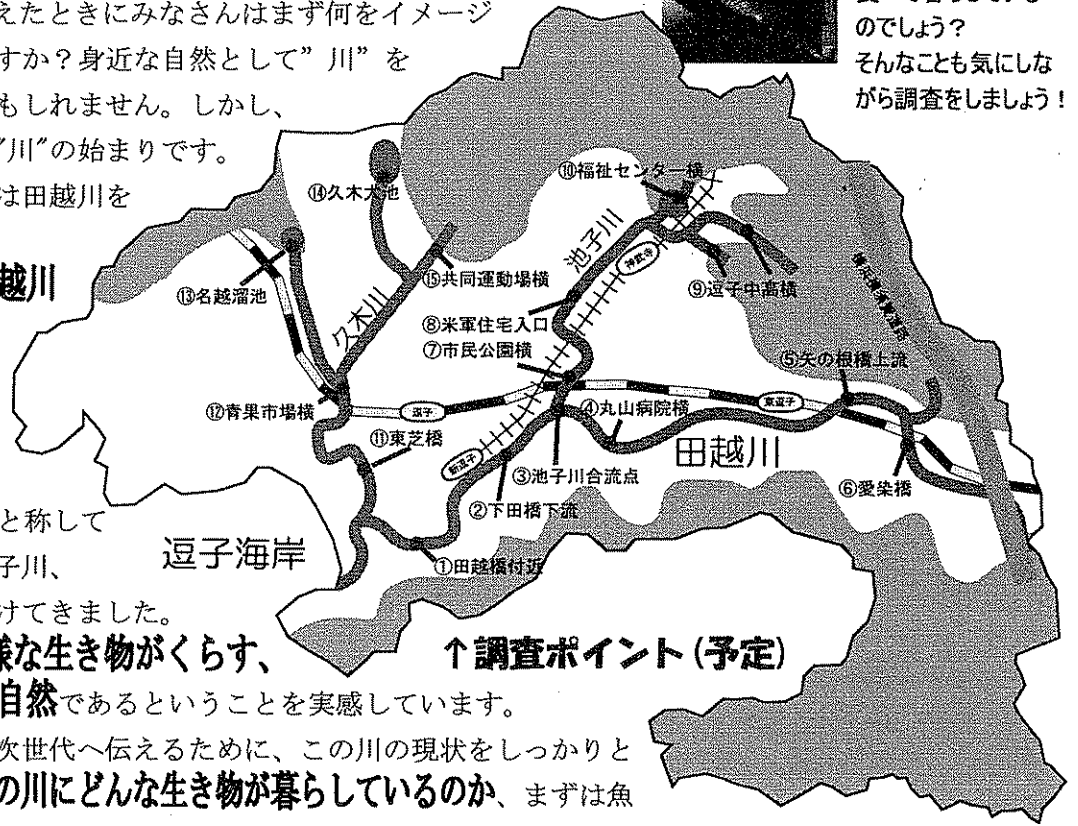 えたときにみなさんはまず何をイメージ
すか？身近な自然として”川”を
もしれません。しかし、
”川”の始まりです。
は田越川を
越川
のでしょう？
そんなことも気にしな
がら調査をしましょう！
⑩福祉センター横
⑭久木大池
池子川
神武寺
⑮共同運動場横
⑨逗子中高横
⑬名越溜池
久木川
⑧米軍住宅入口
⑦市民公園横
⑤矢の根橋上流
⑫青果市場横
逗子
④丸山病院横
東逗子
⑪東芝橋
新逗子
田越川
③池子川合流点
⑥愛染橋
②下田橋下流
①田越橋付近
逗子海岸
と称して
子川、
けてきました。
様な生き物がくらす、
↑調査ポイント（予定）
自然であるということを実感しています。
次世代へ伝えるために、この川の現状をしっかりと
の川にどんな生き物が暮らしているのか、まずは魚